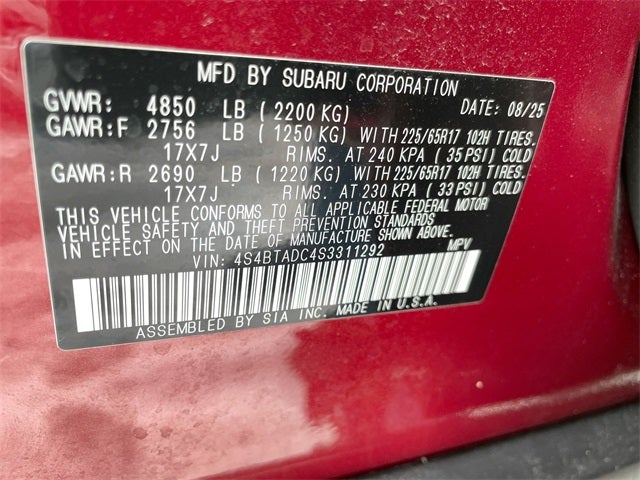 MFD BY SUBARU CORPORATION
GVWR: 4850 LB ( 2200 KG) DATE: 08/25
GAWR:F 2756 LB ( 1250 KG) WITH 225/65R17 102H TIRES.
17X7J RIMS. AT 240 KPA ( 35 PSI) COLD
GAWR:R 2690 LB ( 1220 KG) WITH 225/65R17 102H TIRES.
17X7J RIMS. AT 230 KPA ( 33 PSI) COLD
THIS VEHICLE CONFORMS TO ALL APPLICABLE FEDERAL MOTOR
VEHICLE SAFETY AND THEFT PREVENTION STANDARDS
IN EFFECT ON THE DATE OF MANUFACTURE SHOWN ABOVE.
VIN: 4S4BTADC4S3311292 MPV
ASSEMBLED BY SIA INC. MADE IN U.S.A.